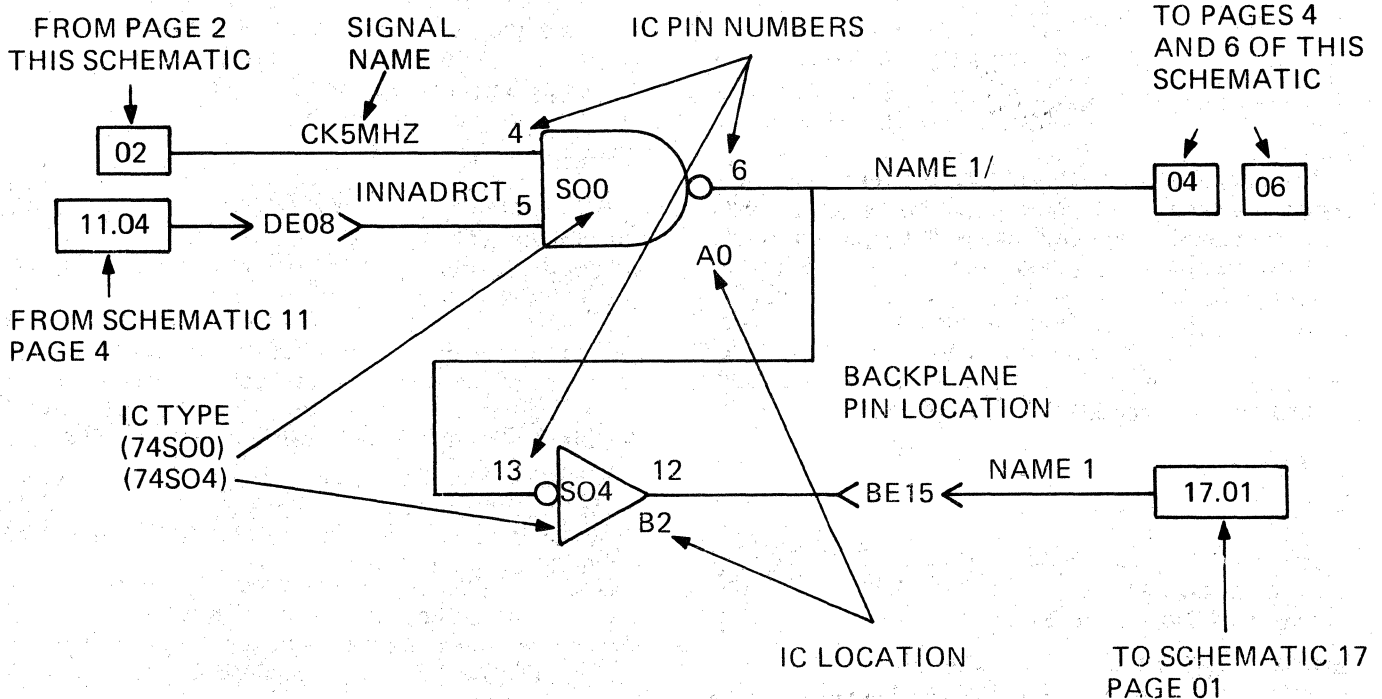 FROM PAGE 2
THIS SCHEMATIC
SIGNAL
NAME
IC PIN NUMBERS
TO PAGES 4
AND 6 OF THIS
SCHEMATIC
02
CK5MHZ
4
6
NAME 1/
04
06
11.04
DE08
INNADRCT
5
SO0
A0
FROM SCHEMATIC 11
PAGE 4
BACKPLANE
PIN LOCATION
IC TYPE
(74SO0)
(74SO4)
13
SO4
12
B2
BE15
NAME 1
17.01
IC LOCATION
TO SCHEMATIC 17
PAGE 01